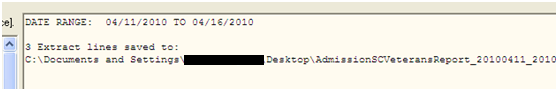 ce].
DATE RANGE:  04/11/2010 TO 04/16/2010
3 Extract lines saved to:
C:\Documents and Settings\ .Desktop\AdmissionSCVeteransReport_20100411_2010